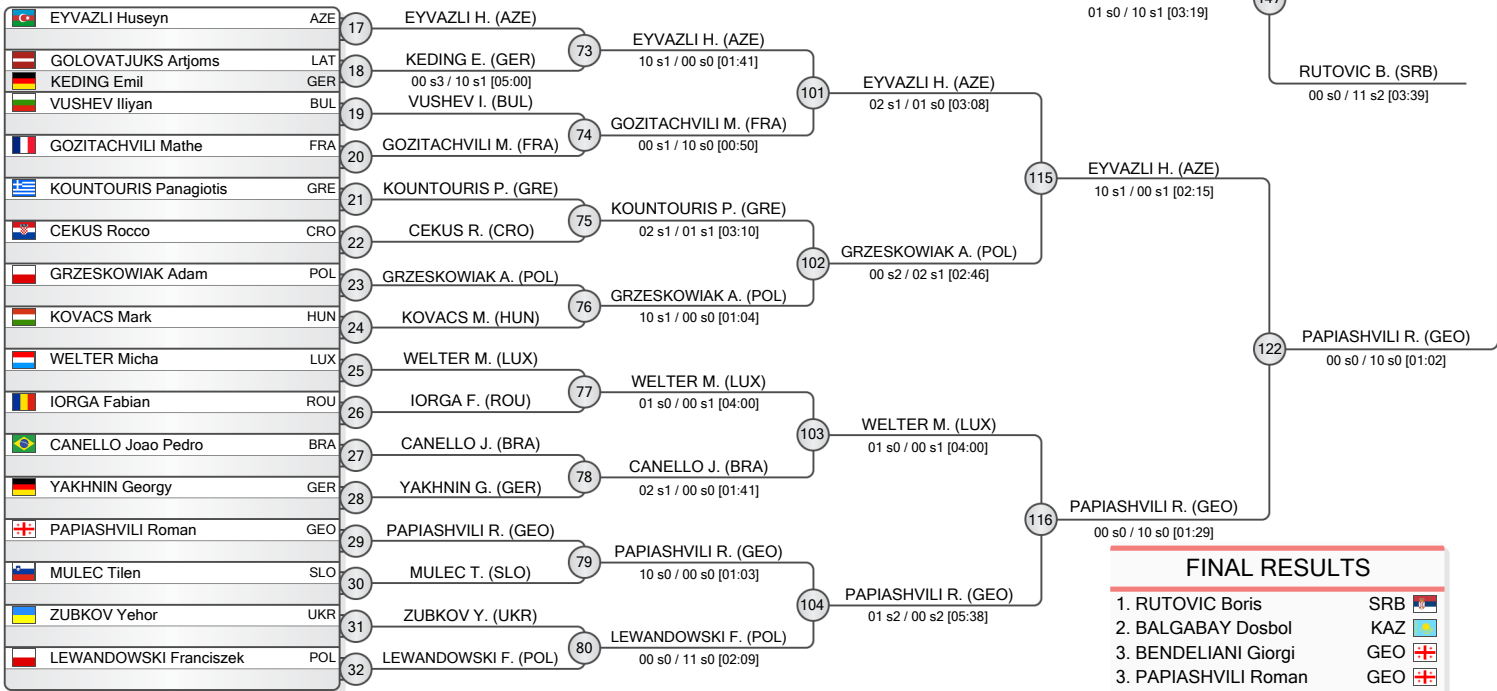 EYVAZLI Huseyn AZE
GOLOVATJUKS Artjoms LAT
KEDING Emil GER
VUSHEV Iliyan BUL
GOZITACHVILI Mathe FRA
KOUNTOURIS Panagiotis GRE
CEKUS Rocco CRO
GRZESKOWIAK Adam POL
KOVACS Mark HUN
WELTER Micha LUX
IORGA Fabian ROU
CANELLO Joao Pedro BRA
YAKHNIN Georgy GER
PAPIASHVILI Roman GEO
MULEC Tilen SLO
ZUBKOV Yehor UKR
LEWANDOWSKI Franciszek POL
17
18
19
20
21
22
23
24
25
26
27
28
29
30
31
32
EYVAZLI H. (AZE)
KEDING E. (GER)
00 s3 / 10 s1 [05:00]
VUSHEV I. (BUL)
GOZITACHVILI M. (FRA)
KOUNTOURIS P. (GRE)
CEKUS R. (CRO)
GRZESKOWIAK A. (POL)
KOVACS M. (HUN)
WELTER M. (LUX)
IORGA F. (ROU)
CANELLO J. (BRA)
YAKHNIN G. (GER)
PAPIASHVILI R. (GEO)
MULEC T. (SLO)
ZUBKOV Y. (UKR)
LEWANDOWSKI F. (POL)
73
74
75
76
77
78
79
80
EYVAZLI H. (AZE)
10 s1 / 00 s0 [01:41]
GOZITACHVILI M. (FRA)
00 s1 / 10 s0 [00:50]
KOUNTOURIS P. (GRE)
02 s1 / 01 s1 [03:10]
GRZESKOWIAK A. (POL)
10 s1 / 00 s0 [01:04]
WELTER M. (LUX)
01 s0 / 00 s1 [04:00]
CANELLO J. (BRA)
02 s1 / 00 s0 [01:41]
PAPIASHVILI R. (GEO)
10 s0 / 00 s0 [01:03]
LEWANDOWSKI F. (POL)
00 s0 / 11 s0 [02:09]
101
102
103
104
EYVAZLI H. (AZE)
02 s1 / 01 s0 [03:08]
GRZESKOWIAK A. (POL)
00 s2 / 02 s1 [02:46]
WELTER M. (LUX)
01 s0 / 00 s1 [04:00]
PAPIASHVILI R. (GEO)
01 s2 / 00 s2 [05:38]
115
116
EYVAZLI H. (AZE)
10 s1 / 00 s1 [02:15]
PAPIASHVILI R. (GEO)
00 s0 / 10 s0 [01:29]
122
PAPIASHVILI R. (GEO)
00 s0 / 10 s0 [01:02]
01 s0 / 10 s1 [03:19]
RUTOVIC B. (SRB)
00 s0 / 11 s2 [03:39]
FINAL RESULTS
1. RUTOVIC Boris SRB
2. BALGABAY Dosbol KAZ
3. BENDELIANI Giorgi GEO
3. PAPIASHVILI Roman GEO